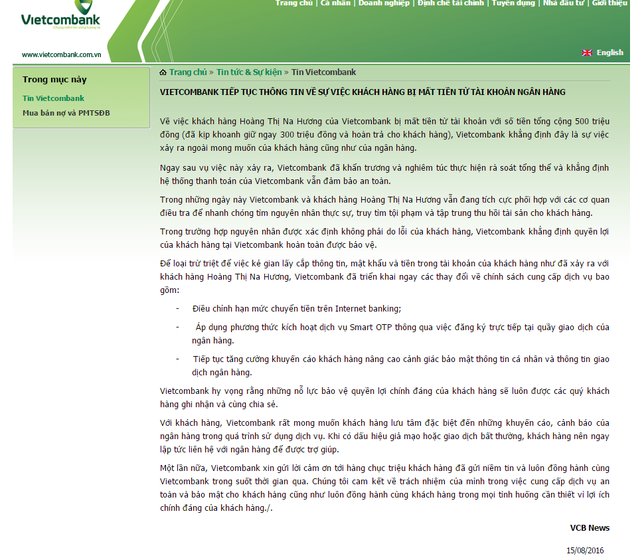 Vietcombank
Trang chủ | Cá nhân | Doanh nghiệp | Định chế tài chính | Tuyển dụng | Nhà đầu tư | Giới thiệu
www.vietcombank.com.vn
English
Trong mục này
Tin Vietcombank
Mua bán nợ và PMTSĐB
Trang chủ » Tin tức & Sự kiện » Tin Vietcombank
VIETCOMBANK TIẾP TỤC THÔNG TIN VỀ SỰ VIỆC KHÁCH HÀNG BỊ MẤT TIỀN TỪ TÀI KHOẢN NGÂN HÀNG
Về việc khách hàng Hoàng Thị Na Hương của Vietcombank bị mất tiền từ tài khoản với số tiền tổng cộng 500 triệu
đồng (đã kịp khoanh giữ ngay 300 triệu đồng và hoàn trả cho khách hàng), Vietcombank khẳng định đây là sự việc
xảy ra ngoài mong muốn của khách hàng cũng như của ngân hàng.
Ngay sau vụ việc này xảy ra, Vietcombank đã khẩn trương và nghiêm túc thực hiện rà soát tổng thể và khẳng định
hệ thống thanh toán của Vietcombank vẫn đảm bảo an toàn.
Trong những ngày này Vietcombank và khách hàng Hoàng Thị Na Hương vẫn đang tích cực phối hợp với các cơ quan
điều tra để nhanh chóng tìm nguyên nhân thực sự, truy tìm tội phạm và tập trung thu hồi tài sản cho khách hàng.
Trong trường hợp nguyên nhân được xác định không phải do lỗi của khách hàng, Vietcombank khẳng định quyền lợi
của khách hàng tại Vietcombank hoàn toàn được bảo vệ.
Để loại trừ triệt để việc kẻ gian lấy cắp thông tin, mật khẩu và tiền trong tài khoản của khách hàng như đã xảy ra với
khách hàng Hoàng Thị Na Hương, Vietcombank đã triển khai ngay các thay đổi về chính sách cung cấp dịch vụ bao
gồm:
- Điều chỉnh hạn mức chuyển tiền trên Internet banking;
- Áp dụng phương thức kích hoạt dịch vụ Smart OTP thông qua việc đăng ký trực tiếp tại quầy giao dịch của
ngân hàng.
- Tiếp tục tăng cường khuyến cáo khách hàng nâng cao cảnh giác bảo mật thông tin cá nhân và thông tin giao
dịch ngân hàng.
Vietcombank hy vọng rằng những nỗ lực bảo vệ quyền lợi chính đáng của khách hàng sẽ luôn được các quý khách
hàng ghi nhận và cùng chia sẻ.
Với khách hàng, Vietcombank rất mong muốn khách hàng lưu tâm đặc biệt đến những khuyến cáo, cảnh báo của
ngân hàng trong quá trình sử dụng dịch vụ. Khi có dấu hiệu giả mạo hoặc giao dịch bất thường, khách hàng nên ngay
lập tức liên hệ với ngân hàng để được trợ giúp.
Một lần nữa, Vietcombank xin gửi lời cảm ơn tới hàng chục triệu khách hàng đã gửi niềm tin và luôn đồng hành cùng
Vietcombank trong suốt thời gian qua. Chúng tôi cam kết về trách nhiệm của mình trong việc cung cấp dịch vụ an
toàn và bảo mật cho khách hàng cũng như luôn đồng hành cùng khách hàng trong mọi tình huống cần thiết vì lợi ích
chính đáng của khách hàng./.
VCB News
15/08/2016